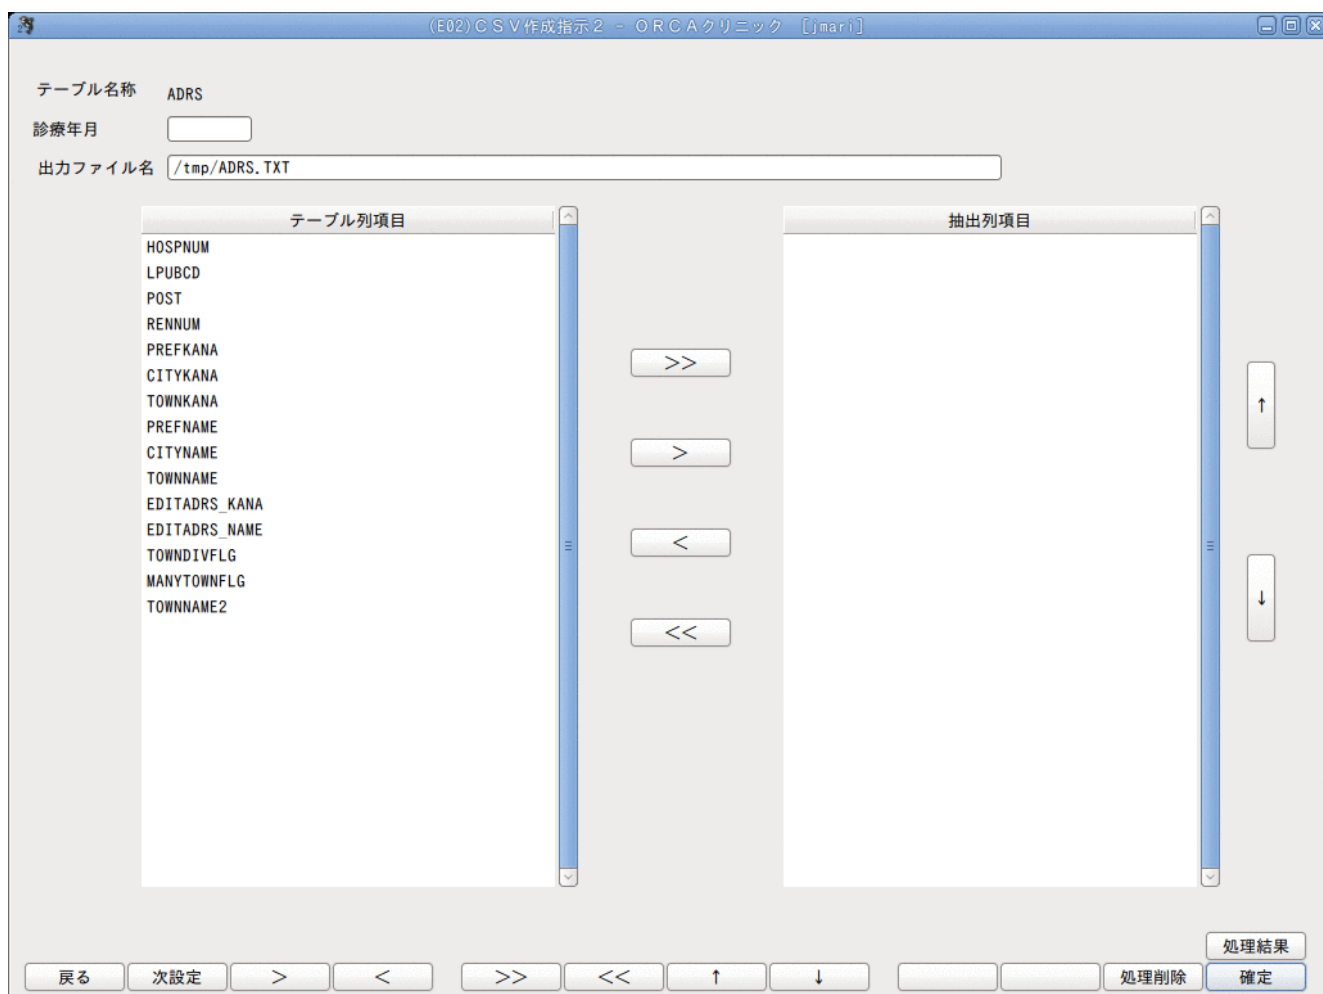 (E02)CSV作成指示2 - ORCAクリニック [jmari]
テーブル名称 ADRS
診療年月
出力ファイル名 /tmp/ADRS.TXT
テーブル列項目
HOSPNUM
LPUBCD
POST
RENNUM
PREFKANA
CITYKANA
TOWNKANA
PREFNAME
CITYNAME
TOWNNAME
EDITADRS_KANA
EDITADRS_NAME
TOWNDIVFLG
MANYTOWNFLG
TOWNNAME2
>>
>
<
<<
抽出列項目
↑
↓
処理結果
戻る 次設定 > < >> << ↑ ↓ 処理削除 確定